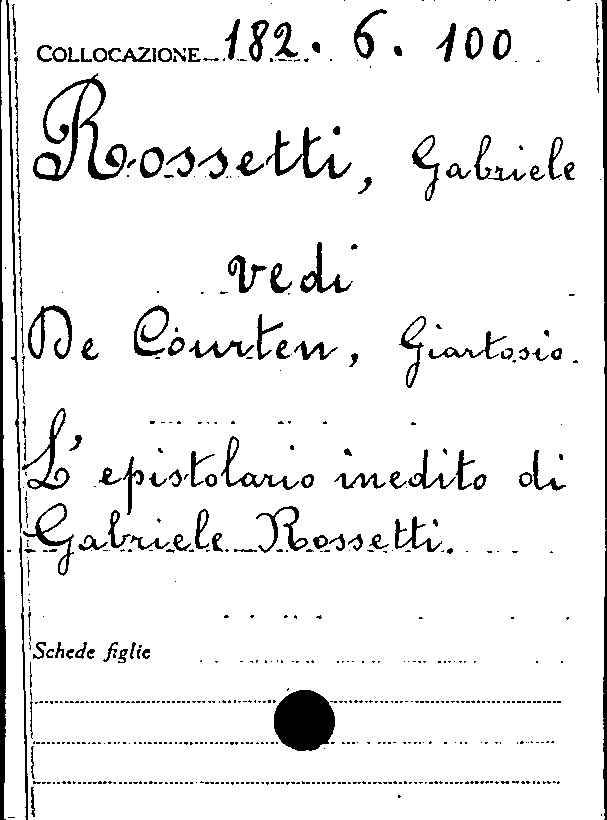 COLLOCAZIONE 182. 6. 100
Rossetti, Gabriele
vedi
De Courten, Giartosio.
L'epistolario inedito di
Gabriele Rossetti.
Schede figlie